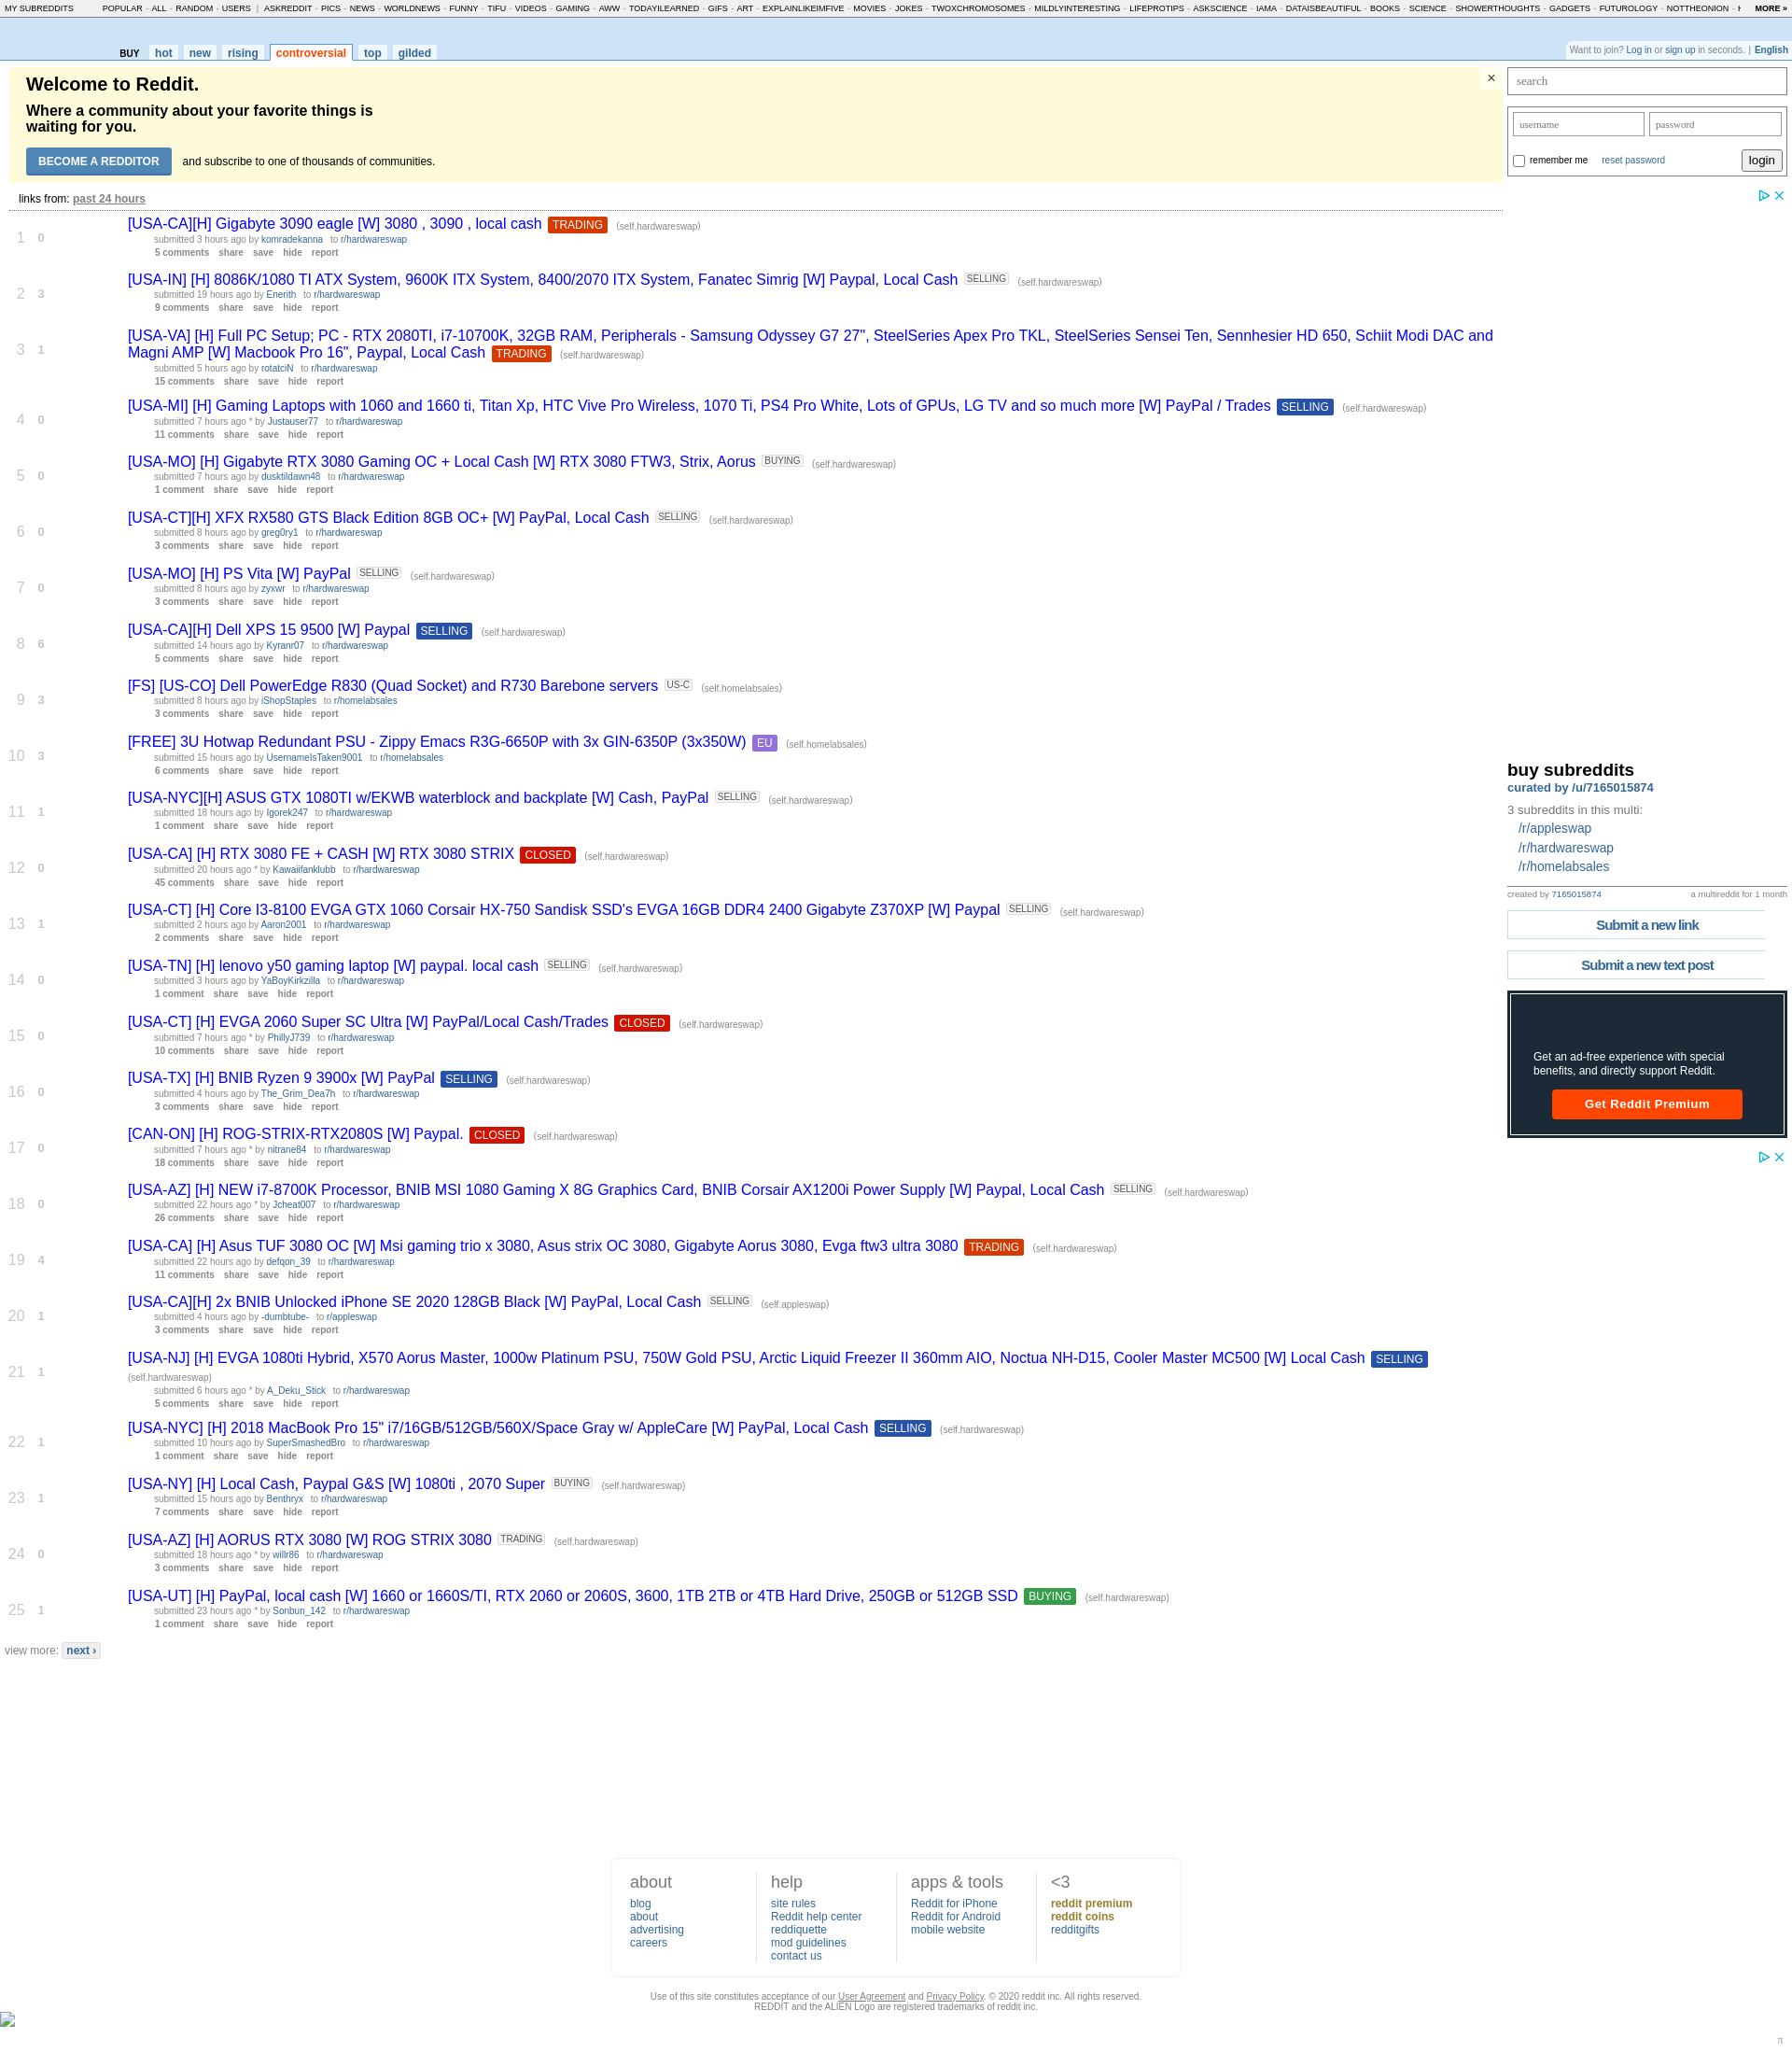 MY SUBREDDITS POPULAR - ALL - RANDOM - USERS | ASKREDDIT - PICS - NEWS - WORLDNEWS - FUNNY - TIFU - VIDEOS - GAMING - AWW - TODAYILEARNED - GIFS - ART - EXPLAINLIKEIMFIVE - MOVIES - JOKES - TWOXCHROMOSOMES - MILDLYINTERESTING - LIFEPROTIPS - ASKSCIENCE - IAMA - DATAISBEAUTIFUL - BOOKS - SCIENCE - SHOWERTHOUGHTS - GADGETS - FUTUROLOGY - NOTTHEONION - MORE »
BUY hot new rising controversial top gilded
Want to join? Log in or sign up in seconds. | English
Welcome to Reddit.
Where a community about your favorite things is
waiting for you.
BECOME A REDDITOR and subscribe to one of thousands of communities.
×
search
username password
remember me reset password login
links from: past 24 hours
1 0 [USA-CA][H] Gigabyte 3090 eagle [W] 3080 , 3090 , local cash TRADING (self.hardwareswap)
submitted 3 hours ago by komradekanna to r/hardwareswap
5 comments share save hide report
2 3 [USA-IN] [H] 8086K/1080 TI ATX System, 9600K ITX System, 8400/2070 ITX System, Fanatec Simrig [W] Paypal, Local Cash SELLING (self.hardwareswap)
submitted 19 hours ago by Enerith to r/hardwareswap
9 comments share save hide report
3 1 [USA-VA] [H] Full PC Setup; PC - RTX 2080TI, i7-10700K, 32GB RAM, Peripherals - Samsung Odyssey G7 27", SteelSeries Apex Pro TKL, SteelSeries Sensei Ten, Sennhesier HD 650, Schiit Modi DAC and
Magni AMP [W] Macbook Pro 16", Paypal, Local Cash TRADING (self.hardwareswap)
submitted 5 hours ago by rotatciN to r/hardwareswap
15 comments share save hide report
4 0 [USA-MI] [H] Gaming Laptops with 1060 and 1660 ti, Titan Xp, HTC Vive Pro Wireless, 1070 Ti, PS4 Pro White, Lots of GPUs, LG TV and so much more [W] PayPal / Trades SELLING (self.hardwareswap)
submitted 7 hours ago * by Justauser77 to r/hardwareswap
11 comments share save hide report
5 0 [USA-MO] [H] Gigabyte RTX 3080 Gaming OC + Local Cash [W] RTX 3080 FTW3, Strix, Aorus BUYING (self.hardwareswap)
submitted 7 hours ago by dusktildawn48 to r/hardwareswap
1 comment share save hide report
6 0 [USA-CT][H] XFX RX580 GTS Black Edition 8GB OC+ [W] PayPal, Local Cash SELLING (self.hardwareswap)
submitted 8 hours ago by greg0ry1 to r/hardwareswap
3 comments share save hide report
7 0 [USA-MO] [H] PS Vita [W] PayPal SELLING (self.hardwareswap)
submitted 8 hours ago by zyxwr to r/hardwareswap
3 comments share save hide report
8 6 [USA-CA][H] Dell XPS 15 9500 [W] Paypal SELLING (self.hardwareswap)
submitted 14 hours ago by Kyranr07 to r/hardwareswap
5 comments share save hide report
9 3 [FS] [US-CO] Dell PowerEdge R830 (Quad Socket) and R730 Barebone servers US-C (self.homelabsales)
submitted 8 hours ago by iShopStaples to r/homelabsales
3 comments share save hide report
10 3 [FREE] 3U Hotwap Redundant PSU - Zippy Emacs R3G-6650P with 3x GIN-6350P (3x350W) EU (self.homelabsales)
submitted 15 hours ago by UsernameIsTaken9001 to r/homelabsales
6 comments share save hide report
11 1 [USA-NYC][H] ASUS GTX 1080TI w/EKWB waterblock and backplate [W] Cash, PayPal SELLING (self.hardwareswap)
submitted 18 hours ago by Igorek247 to r/hardwareswap
1 comment share save hide report
12 0 [USA-CA] [H] RTX 3080 FE + CASH [W] RTX 3080 STRIX CLOSED (self.hardwareswap)
submitted 20 hours ago * by Kawaiifanklubb to r/hardwareswap
45 comments share save hide report
13 1 [USA-CT] [H] Core I3-8100 EVGA GTX 1060 Corsair HX-750 Sandisk SSD's EVGA 16GB DDR4 2400 Gigabyte Z370XP [W] Paypal SELLING (self.hardwareswap)
submitted 2 hours ago by Aaron2001 to r/hardwareswap
2 comments share save hide report
14 0 [USA-TN] [H] lenovo y50 gaming laptop [W] paypal. local cash SELLING (self.hardwareswap)
submitted 3 hours ago by YaBoyKirkzilla to r/hardwareswap
1 comment share save hide report
15 0 [USA-CT] [H] EVGA 2060 Super SC Ultra [W] PayPal/Local Cash/Trades CLOSED (self.hardwareswap)
submitted 7 hours ago * by PhillyJ739 to r/hardwareswap
10 comments share save hide report
16 0 [USA-TX] [H] BNIB Ryzen 9 3900x [W] PayPal SELLING (self.hardwareswap)
submitted 4 hours ago by The_Grim_Dea7h to r/hardwareswap
3 comments share save hide report
17 0 [CAN-ON] [H] ROG-STRIX-RTX2080S [W] Paypal. CLOSED (self.hardwareswap)
submitted 7 hours ago * by nitrane84 to r/hardwareswap
18 comments share save hide report
18 0 [USA-AZ] [H] NEW i7-8700K Processor, BNIB MSI 1080 Gaming X 8G Graphics Card, BNIB Corsair AX1200i Power Supply [W] Paypal, Local Cash SELLING (self.hardwareswap)
submitted 22 hours ago * by Jcheat007 to r/hardwareswap
26 comments share save hide report
19 4 [USA-CA] [H] Asus TUF 3080 OC [W] Msi gaming trio x 3080, Asus strix OC 3080, Gigabyte Aorus 3080, Evga ftw3 ultra 3080 TRADING (self.hardwareswap)
submitted 22 hours ago by defqon_39 to r/hardwareswap
11 comments share save hide report
20 1 [USA-CA][H] 2x BNIB Unlocked iPhone SE 2020 128GB Black [W] PayPal, Local Cash SELLING (self.appleswap)
submitted 4 hours ago by -dumbtube- to r/appleswap
3 comments share save hide report
21 1 [USA-NJ] [H] EVGA 1080ti Hybrid, X570 Aorus Master, 1000w Platinum PSU, 750W Gold PSU, Arctic Liquid Freezer II 360mm AIO, Noctua NH-D15, Cooler Master MC500 [W] Local Cash SELLING
(self.hardwareswap)
submitted 6 hours ago * by A_Deku_Stick to r/hardwareswap
5 comments share save hide report
22 1 [USA-NYC] [H] 2018 MacBook Pro 15" i7/16GB/512GB/560X/Space Gray w/ AppleCare [W] PayPal, Local Cash SELLING (self.hardwareswap)
submitted 10 hours ago by SuperSmashedBro to r/hardwareswap
1 comment share save hide report
23 1 [USA-NY] [H] Local Cash, Paypal G&S [W] 1080ti , 2070 Super BUYING (self.hardwareswap)
submitted 15 hours ago by Benthryx to r/hardwareswap
7 comments share save hide report
24 0 [USA-AZ] [H] AORUS RTX 3080 [W] ROG STRIX 3080 TRADING (self.hardwareswap)
submitted 18 hours ago * by willr86 to r/hardwareswap
3 comments share save hide report
25 1 [USA-UT] [H] PayPal, local cash [W] 1660 or 1660S/TI, RTX 2060 or 2060S, 3600, 1TB 2TB or 4TB Hard Drive, 250GB or 512GB SSD BUYING (self.hardwareswap)
submitted 23 hours ago * by Sonbun_142 to r/hardwareswap
1 comment share save hide report
view more: next ›
buy subreddits
curated by /u/7165015874
3 subreddits in this multi:
/r/appleswap
/r/hardwareswap
/r/homelabsales
created by 7165015874 a multireddit for 1 month
Submit a new link
Submit a new text post
Get an ad-free experience with special
benefits, and directly support Reddit.
Get Reddit Premium
about
blog
about
advertising
careers
help
site rules
Reddit help center
reddiquette
mod guidelines
contact us
apps & tools
Reddit for iPhone
Reddit for Android
mobile website
<3
reddit premium
reddit coins
redditgifts
Use of this site constitutes acceptance of our User Agreement and Privacy Policy. © 2020 reddit inc. All rights reserved.
REDDIT and the ALIEN Logo are registered trademarks of reddit inc.
π